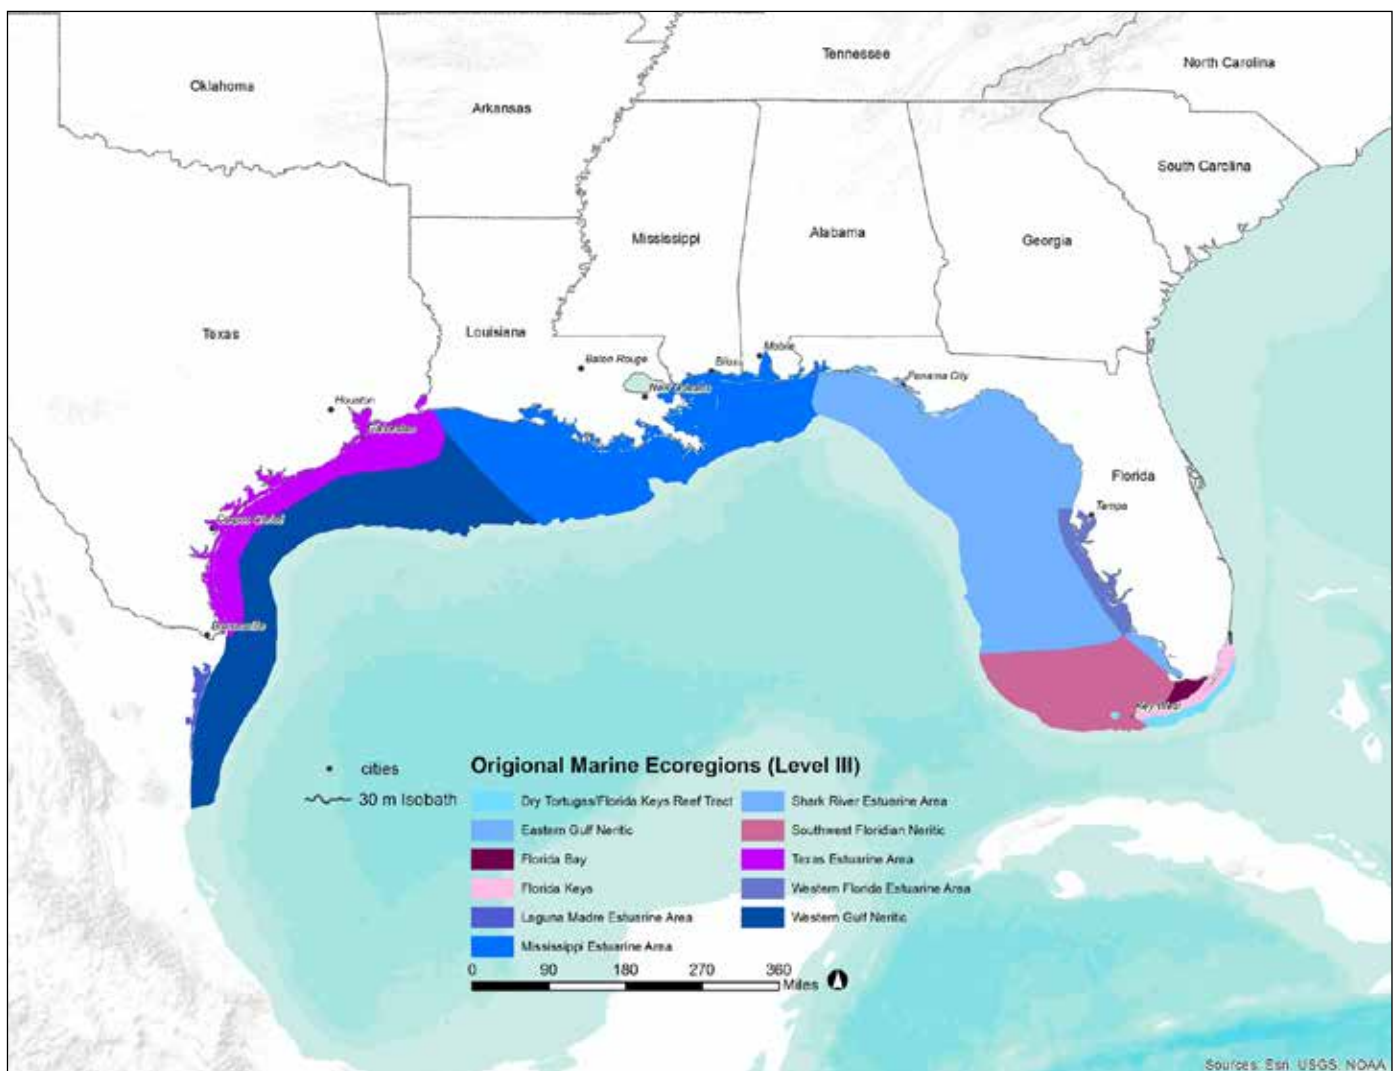 Tennessee
North Carolina
Oklahoma
Arkansas
South Carolina
Mississippi
Alabama
Georgia
Texas
Louisiana
Mobile
Baton Rouge
Biloxi
Panama City
New Orleans
Houston
Galveston
Florida
Tampa
Corpus Christi
Brownsville
Key West
Origional Marine Ecoregions (Level III)
cities
30 m Isobath
Dry Tortugas/Florida Keys Reef Tract
Eastern Gulf Neritic
Florida Bay
Florida Keys
Laguna Madre Estuarine Area
Mississippi Estuarine Area
Shark River Estuarine Area
Southwest Floridian Neritic
Texas Estuarine Area
Western Florida Estuarine Area
Western Gulf Neritic
0 90 180 270 360
Miles
Sources: Esri, USGS, NOAA